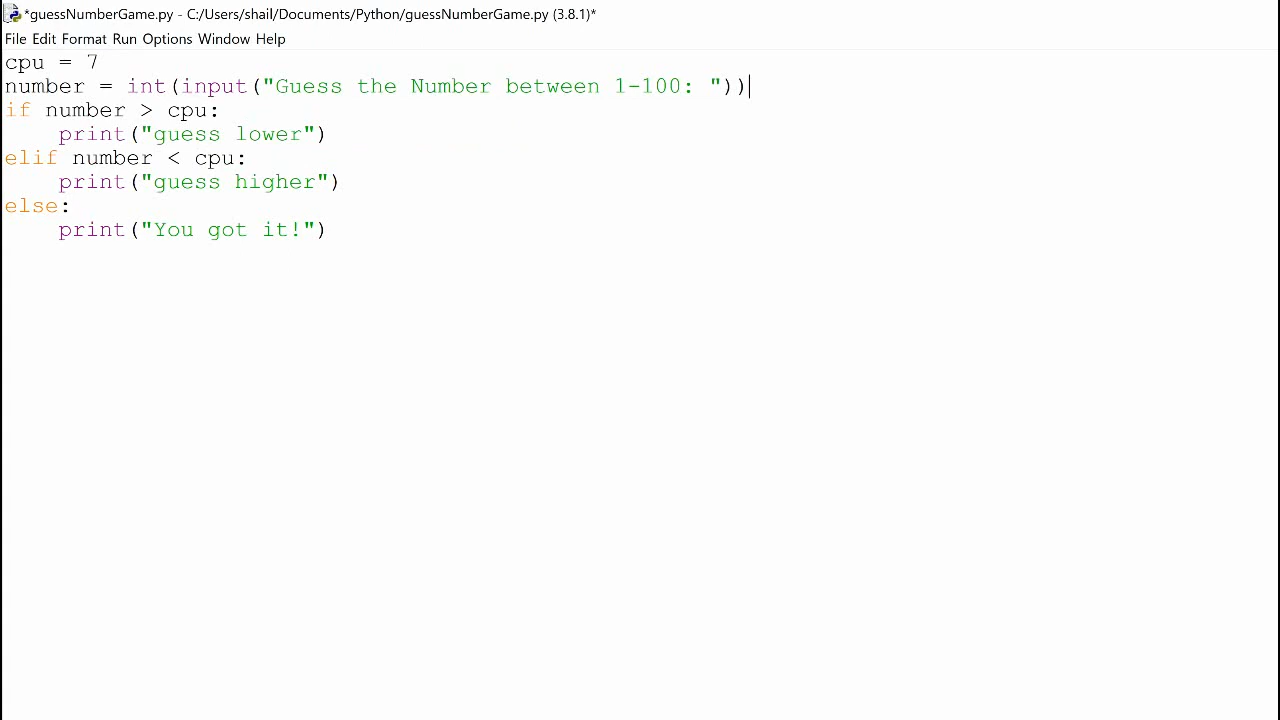 *guessNumberGame.py - C:/Users/shail/Documents/Python/guessNumberGame.py (3.8.1)*
File Edit Format Run Options Window Help
cpu = 7
number = int(input("Guess the Number between 1-100: "))
if number > cpu:
    print("guess lower")
elif number < cpu:
    print("guess higher")
else:
    print("You got it!")